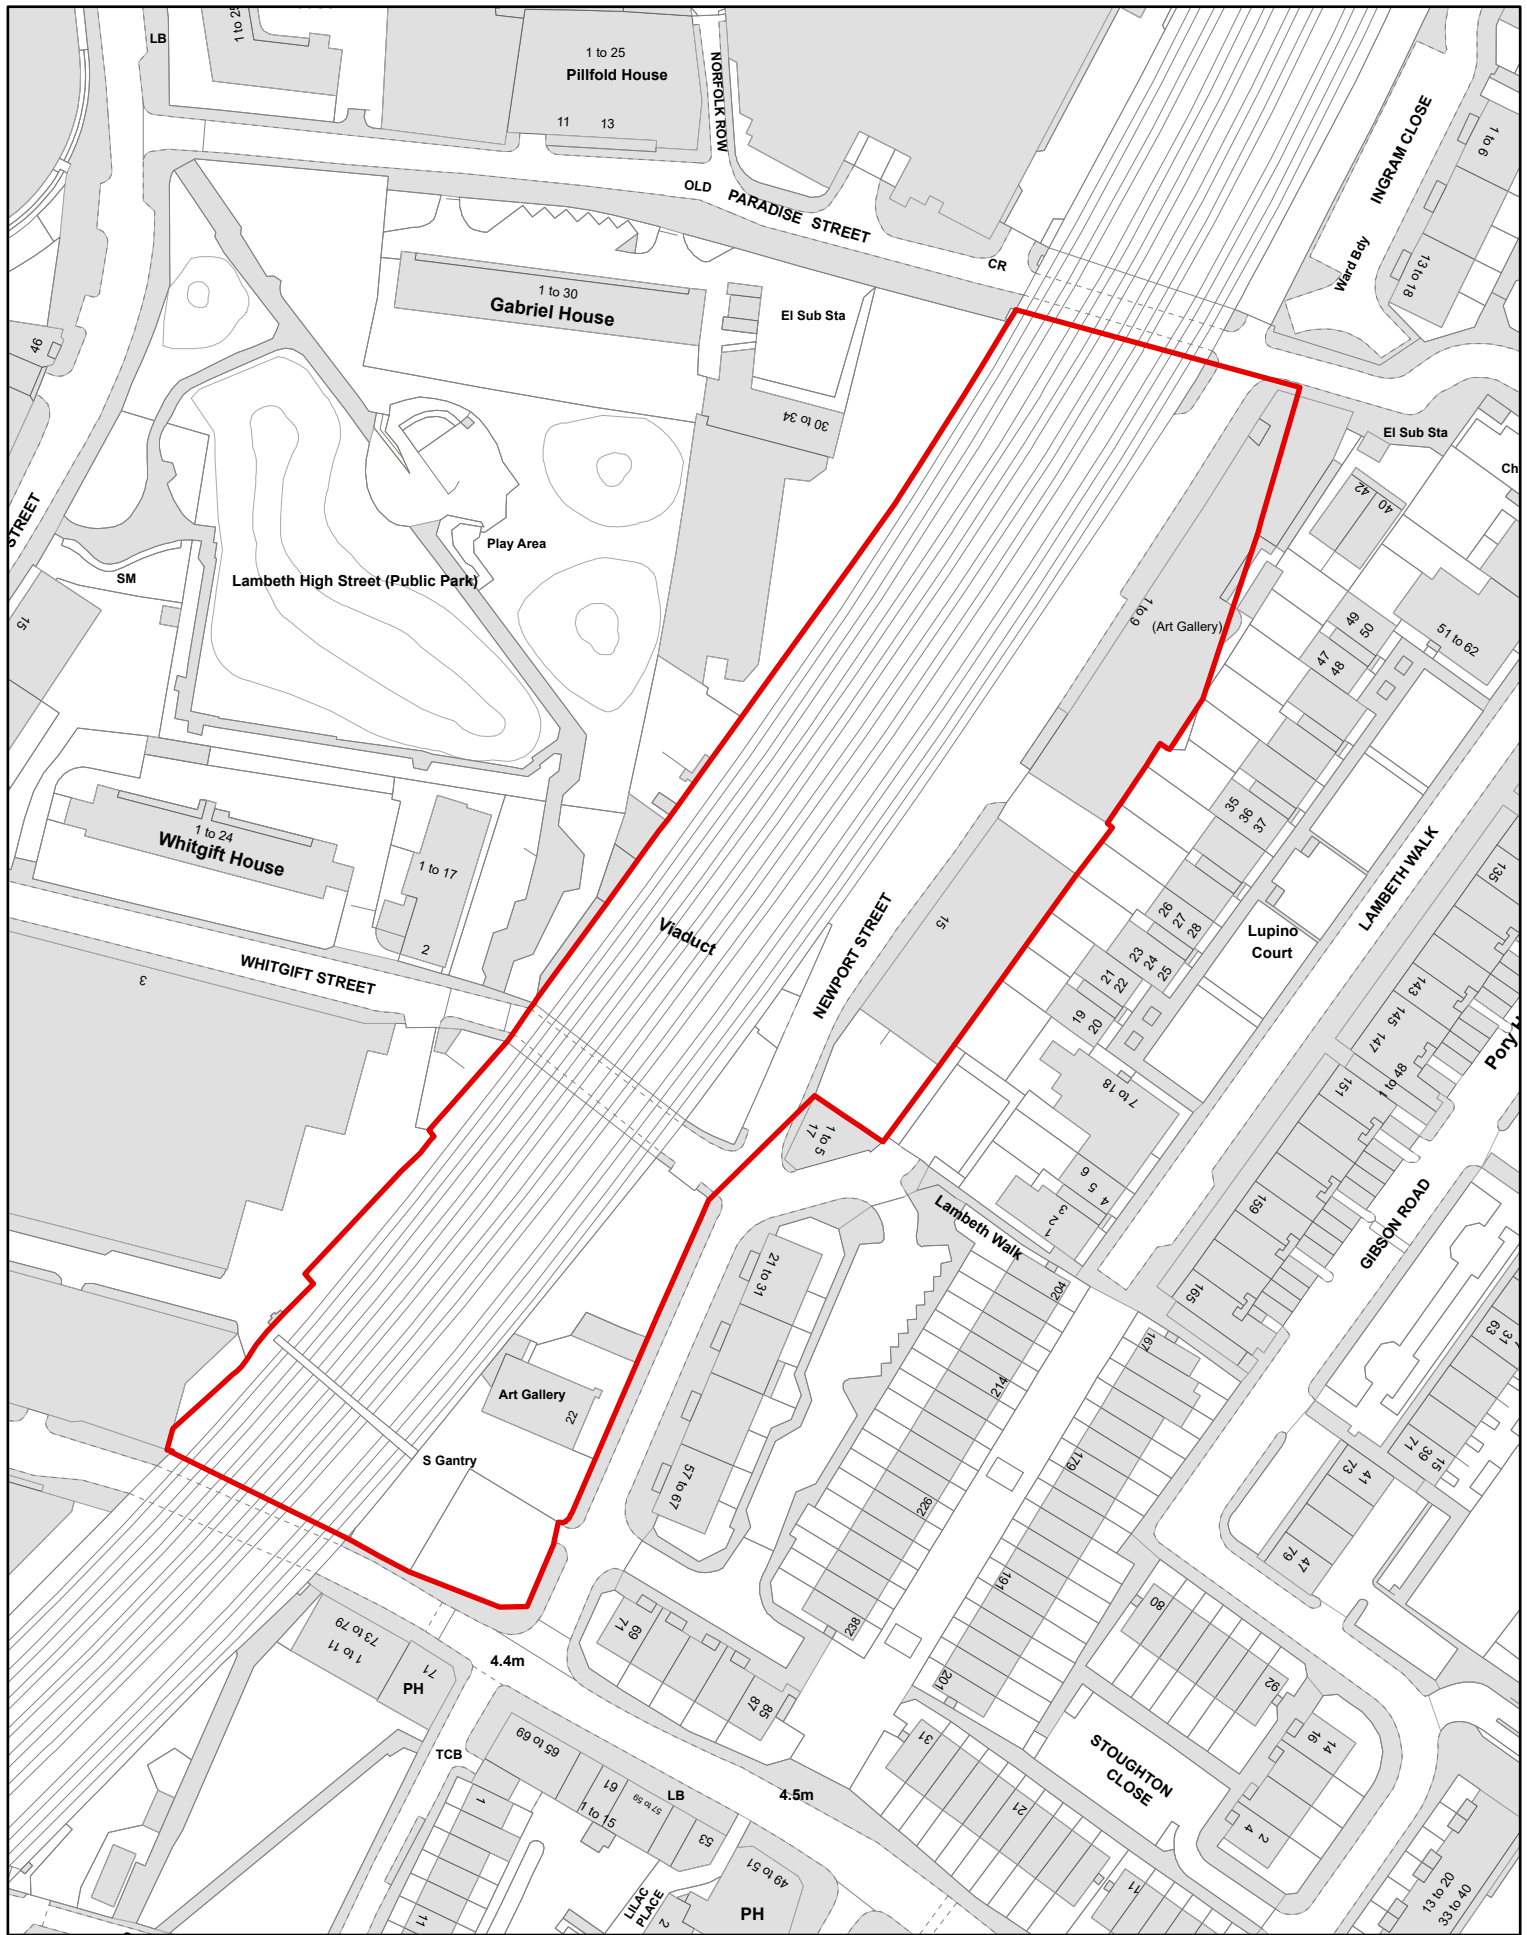 LB
1 to 25
1 to 25
Pillfold House
11
13
NORFOLK ROW
OLD
PARADISE STREET
CR
INGRAM CLOSE
1 to 6
Ward Bdy
13 to 18
1 to 30
Gabriel House
El Sub Sta
30 to 34
46
STREET
El Sub Sta
Ch
42
40
Play Area
SM
Lambeth High Street (Public Park)
15
1 to 9
(Art Gallery)
49
50
51 to 62
47
48
35
36
37
1 to 24
Whitgift House
1 to 17
2
WHITGIFT STREET
3
Viaduct
NEWPORT STREET
15
26
27
28
23
24
25
21
22
19
20
Lupino
Court
LAMBETH WALK
135
143
145
147
1 to 48
Pory H
151
159
165
7 to 18
6
5
4
3
2
1
1 to 5
17
Lambeth Walk
GIBSON ROAD
21 to 31
57 to 67
204
214
226
238
167
179
191
201
31
63
15
39
71
41
73
47
79
Art Gallery
22
S Gantry
73 to 79
1 to 11
71
PH
4.4m
69
71
85
87
80
92
65 to 69
61
57 to 59
1 to 15
53
LB
4.5m
TCB
1
11
LILAC
PLACE
2
49 to 51
PH
31
21
11
STOUGHTON
CLOSE
14
16
2
4
13 to 20
33 to 40